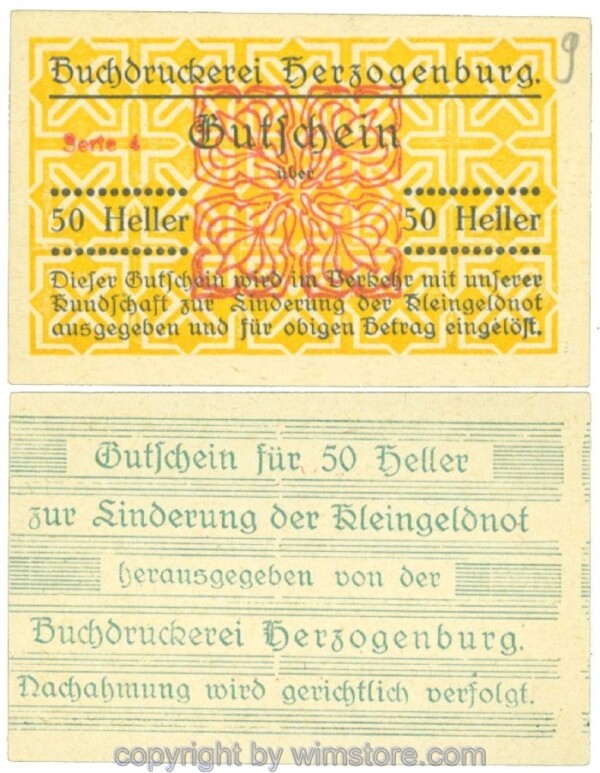 Buchdruckerei Herzogenburg.
9
Serie 4
Gutschein
über
50 Heller 50 Heller
Dieser Gutschein wird im Verkehr mit unserer
Kundschaft zur Linderung der Kleingeldnot
ausgegeben und für obigen Betrag eingelöst.
Gutschein für 50 Heller
zur Linderung der Kleingeldnot
herausgegeben von der
Buchdruckerei Herzogenburg.
Nachahmung wird gerichtlich verfolgt.
copyright by wimstore.com